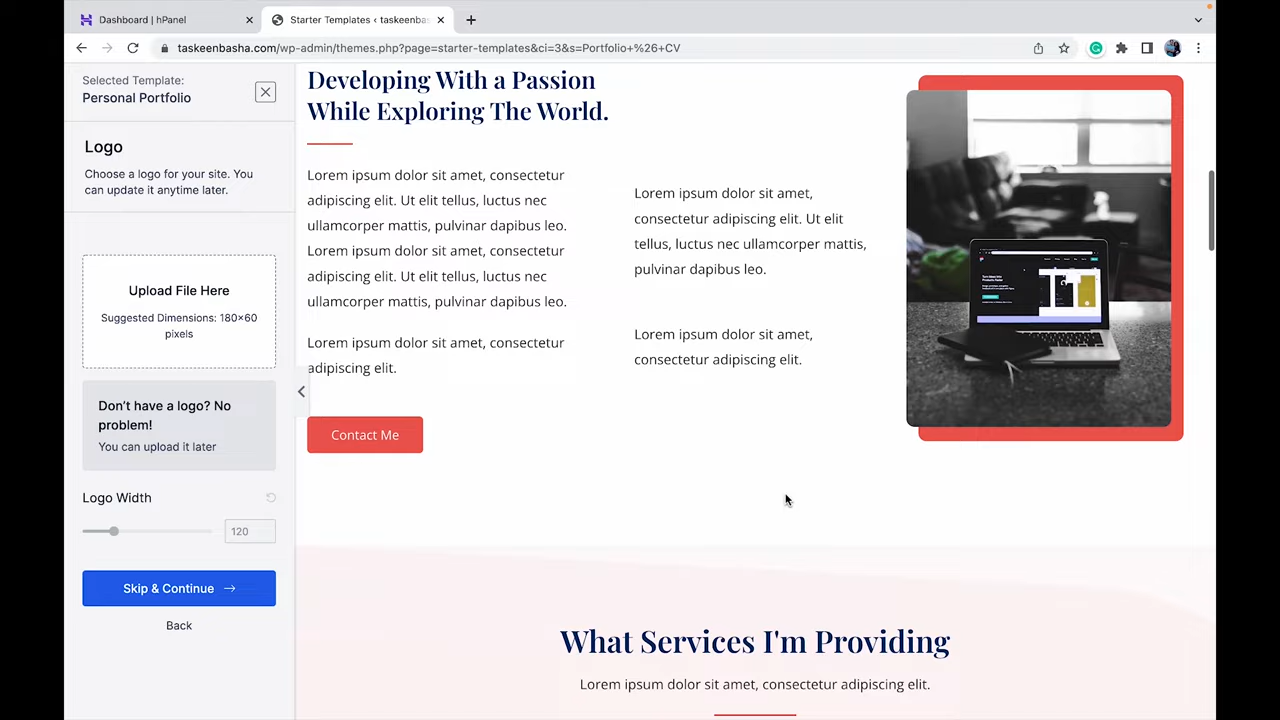 Dashboard | hPanel
Starter Templates ‹ taskeenbas
taskeenbasha.com/wp-admin/themes.php?page=starter-templates&ci=3&s=Portfolio+%26+CV
Selected Template:
Personal Portfolio
Logo
Choose a logo for your site. You
can update it anytime later.
Upload File Here
Suggested Dimensions: 180×60
pixels
Don't have a logo? No
problem!
You can upload it later
Logo Width
120
Skip & Continue
Back
Developing With a Passion
While Exploring The World.
Lorem ipsum dolor sit amet, consectetur
adipiscing elit. Ut elit tellus, luctus nec
ullamcorper mattis, pulvinar dapibus leo.
Lorem ipsum dolor sit amet, consectetur
adipiscing elit. Ut elit tellus, luctus nec
ullamcorper mattis, pulvinar dapibus leo.
Lorem ipsum dolor sit amet, consectetur
adipiscing elit.
Contact Me
Lorem ipsum dolor sit amet,
consectetur adipiscing elit. Ut elit
tellus, luctus nec ullamcorper mattis,
pulvinar dapibus leo.
Lorem ipsum dolor sit amet,
consectetur adipiscing elit.
What Services I'm Providing
Lorem ipsum dolor sit amet, consectetur adipiscing elit.